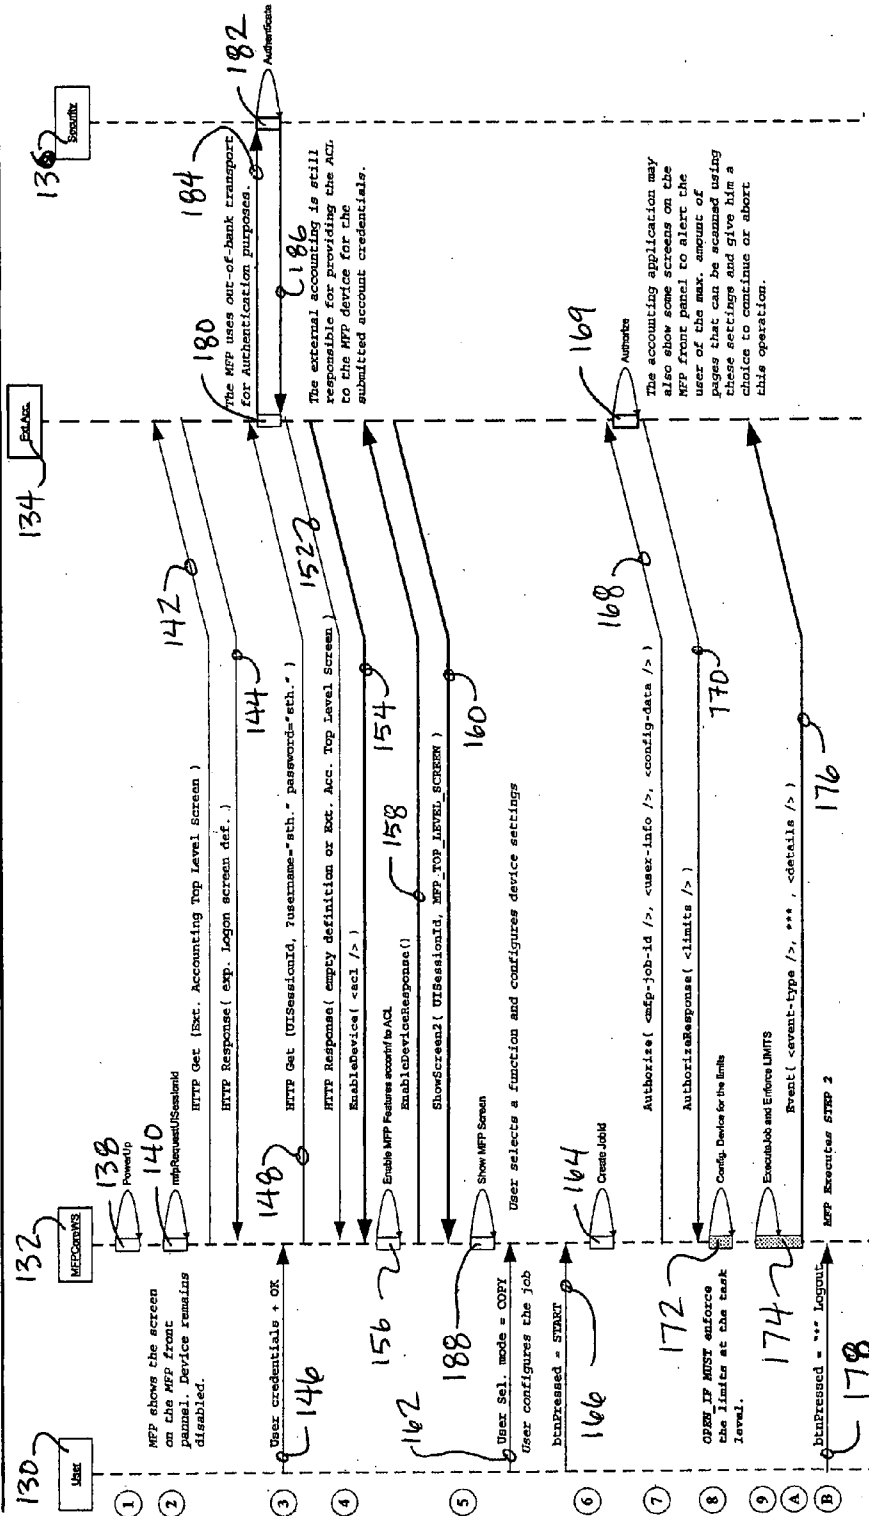 130
User
132
MFPCoreWS
134
Ext.Acc.
136
Security
1
138
PowerUp
2
MFP shows the screen
on the MFP front
pannel. Device remains
disabled.
140
mfpRequestUISessionId
HTTP Get (Ext. Accounting Top Level Screen )
142
HTTP Response( exp. Logon screen def. )
144
3
User credentials + OK
146
148
HTTP Get (UISessionId, ?username="sth." password="sth." )
The MFP uses out-of-bank transport
for Authentication purposes.
180
184
182
Authenticate
186
4
HTTP Response( empty definition or Ext. Acc. Top Level Screen )
152
The external accounting is still
responsible for providing the ACL
to the MFP device for the
submitted account credentials.
EnableDevice( <acl /> )
154
156
Enable MFP Features accorinf to ACL
EnableDeviceResponse()
158
ShowScreen2( UISessionId, MFP.TOP_LEVEL_SCREEN )
160
5
188
Show MFP Screen
162
User Sel. mode = COPY
User configures the job
User selects a function and configures device settings
btnPressed = START
166
6
164
Create JobId
7
Authorize( <mfp-job-id />, <user-info />, <config-data /> )
168
169
Authorize
AuthorizeResponse( <limits /> )
170
The accounting application may
also show some screens on the
MFP front panel to alert the
user of the max. amount of
pages that can be scanned using
these settings and give him a
choice to continue or abort
this operation.
8
OPEN_IF MUST enforce
the limits at the task
level.
172
Config. Device for the limits
9
174
ExecuteJob and Enforce LIMITS
A
Event( <event-type />, *** , <details /> )
176
B
btnPressed = "*" Logout
178
MFP Executes STEP 2